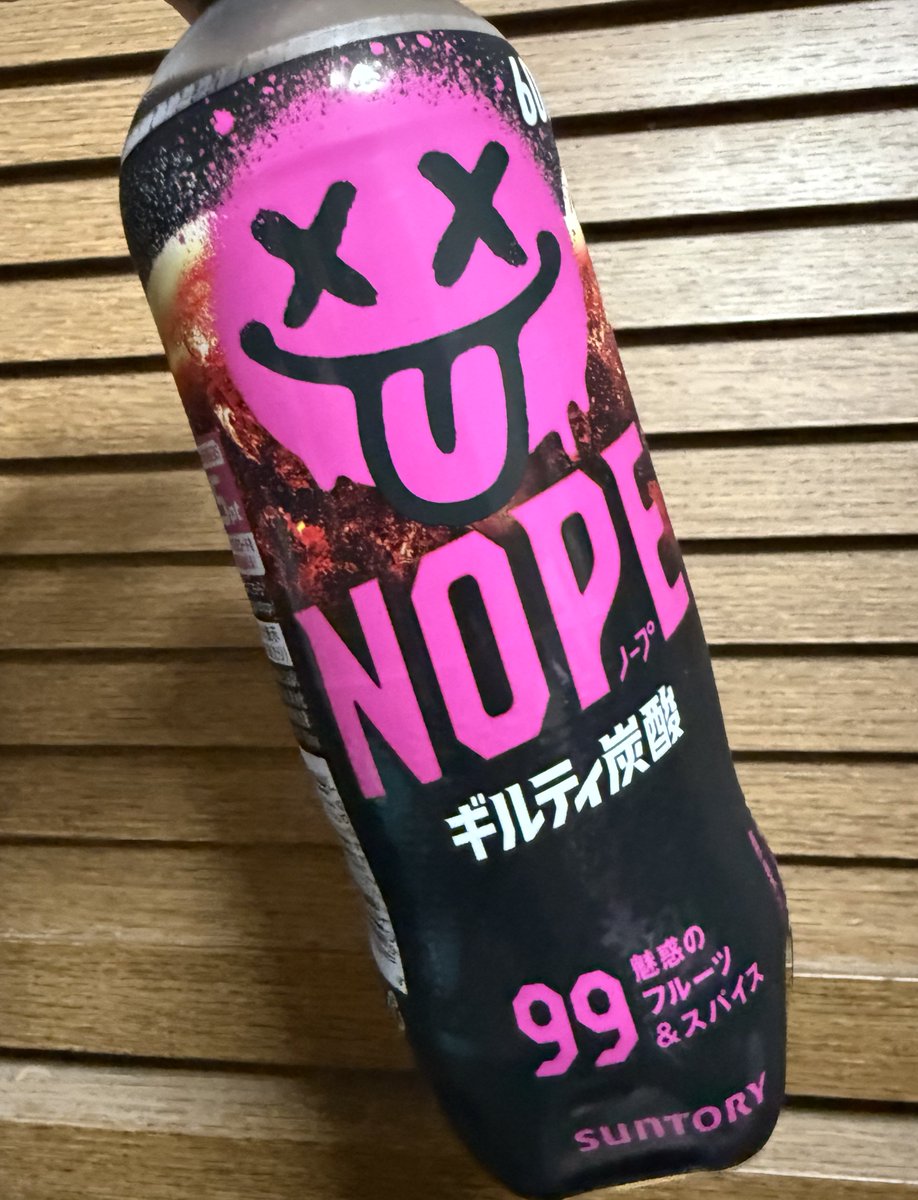 NOPE
ノープ
ギルティ炭酸
99
魅惑の
フルーツ
&スパイス
SUNTORY